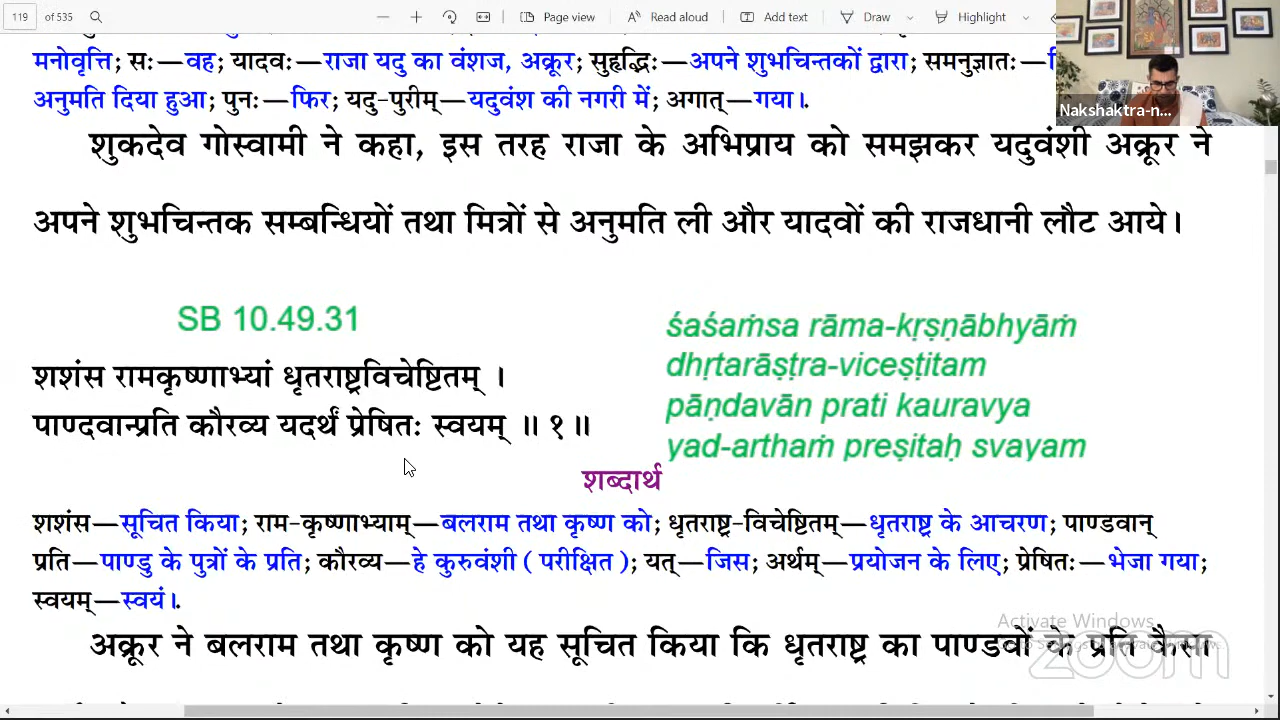 119 of 535 Page view Read aloud Add text Draw Highlight
मनोवृत्ति; सः—वह; यादवः—राजा यदु का वंशज, अक्रूर; सुहृद्भिः—अपने शुभचिन्तकों द्वारा; समनुज्ञातः—
अनुमति दिया हुआ; पुनः—फिर; यदु-पुरीम्—यदुवंश की नगरी में; अगात्—गया।.
Nakshaktra-n...
शुकदेव गोस्वामी ने कहा, इस तरह राजा के अभिप्राय को समझकर यदुवंशी अक्रूर ने
अपने शुभचिन्तक सम्बन्धियों तथा मित्रों से अनुमति ली और यादवों की राजधानी लौट आये।
SB 10.49.31
शशंस रामकृष्णाभ्यां धृतराष्ट्रविचेष्टितम् ।
पाण्दवान्प्रति कौरव्य यदर्थं प्रेषितः स्वयम् ॥ १॥
śaśaṁsa rāma-kṛṣṇābhyāṁ
dhṛtarāṣṭra-viceṣṭitam
pāṇdavān prati kauravya
yad-arthaṁ preṣitaḥ svayam
शब्दार्थ
शशंस—सूचित किया; राम-कृष्णाभ्याम्—बलराम तथा कृष्ण को; धृतराष्ट्र-विचेष्टितम्—धृतराष्ट्र के आचरण; पाण्डवान्
प्रति—पाण्डु के पुत्रों के प्रति; कौरव्य—हे कुरुवंशी ( परीक्षित ); यत्—जिस; अर्थम्—प्रयोजन के लिए; प्रेषितः—भेजा गया;
स्वयम्—स्वयं।.
Activate Windows
zoom
अक्रूर ने बलराम तथा कृष्ण को यह सूचित किया कि धृतराष्ट्र का पाण्डवों के प्रति कैसा